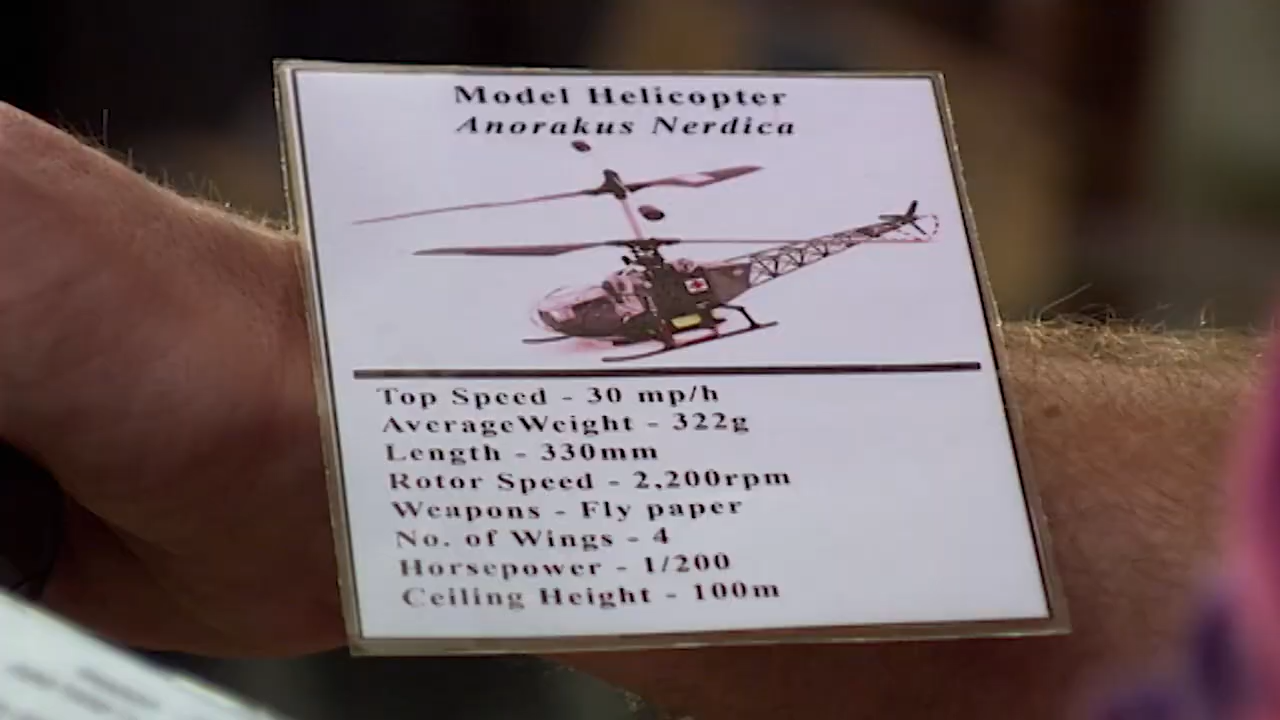 Model Helicopter
Anorakus Nerdica
Top Speed - 30 mp/h
AverageWeight - 322g
Length - 330mm
Rotor Speed - 2,200rpm
Weapons - Fly paper
No. of Wings - 4
Horsepower - 1/200
Ceiling Height - 100m